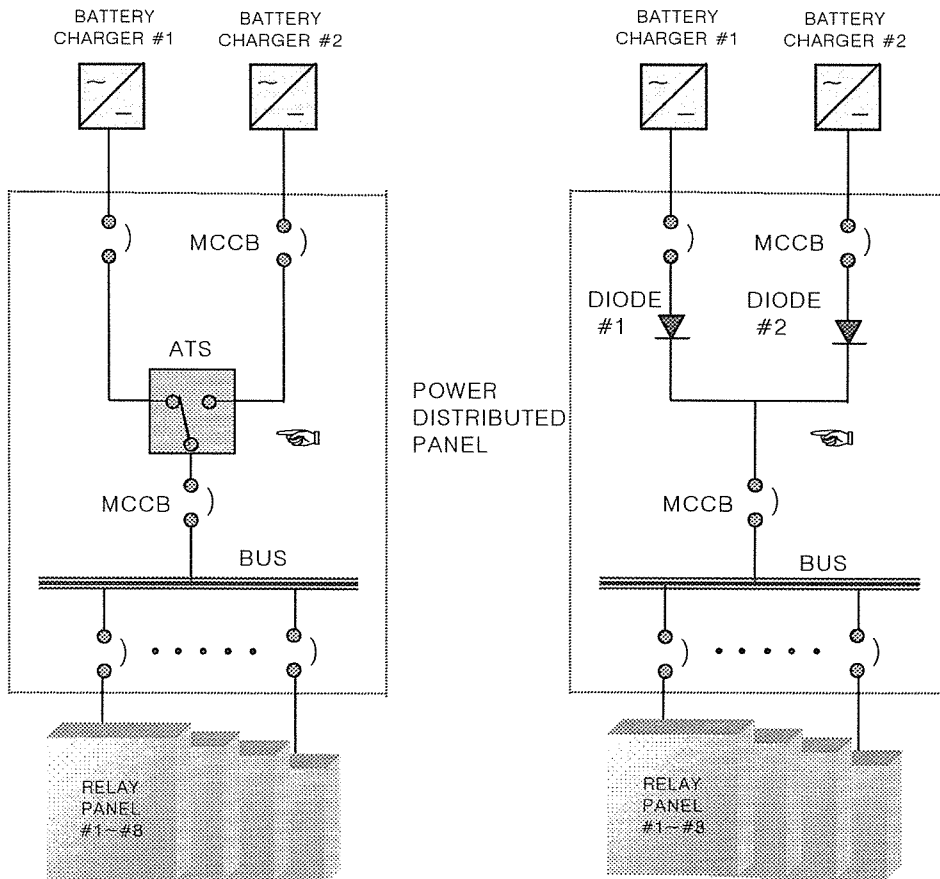 BATTERY
CHARGER #1
BATTERY
CHARGER #2
MCCB
ATS
MCCB
BUS
RELAY
PANEL
#1~#8
POWER
DISTRIBUTED
PANEL
BATTERY
CHARGER #1
BATTERY
CHARGER #2
MCCB
DIODE
#1
DIODE
#2
MCCB
BUS
RELAY
PANEL
#1~#8